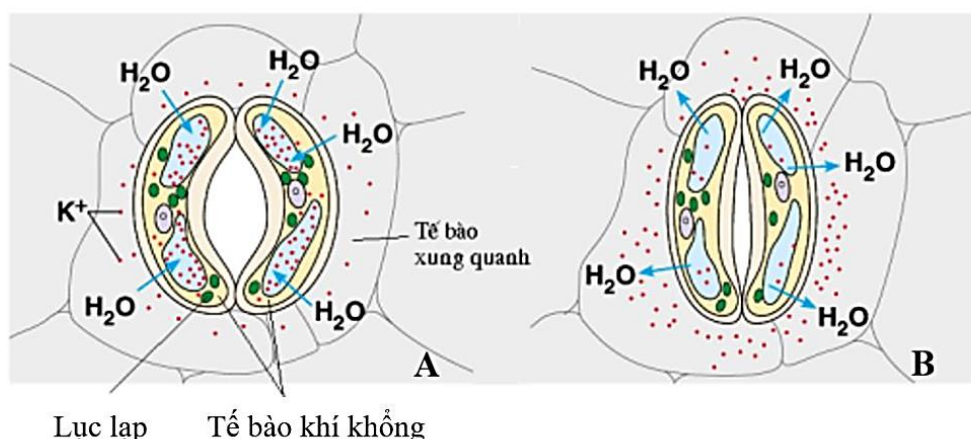 H₂O
H₂O
H₂O
K⁺
Tế bào
xung quanh
H₂O
H₂O
A
Lục lạp
Tế bào khí khổng
H₂O
H₂O
H₂O
H₂O
H₂O
B